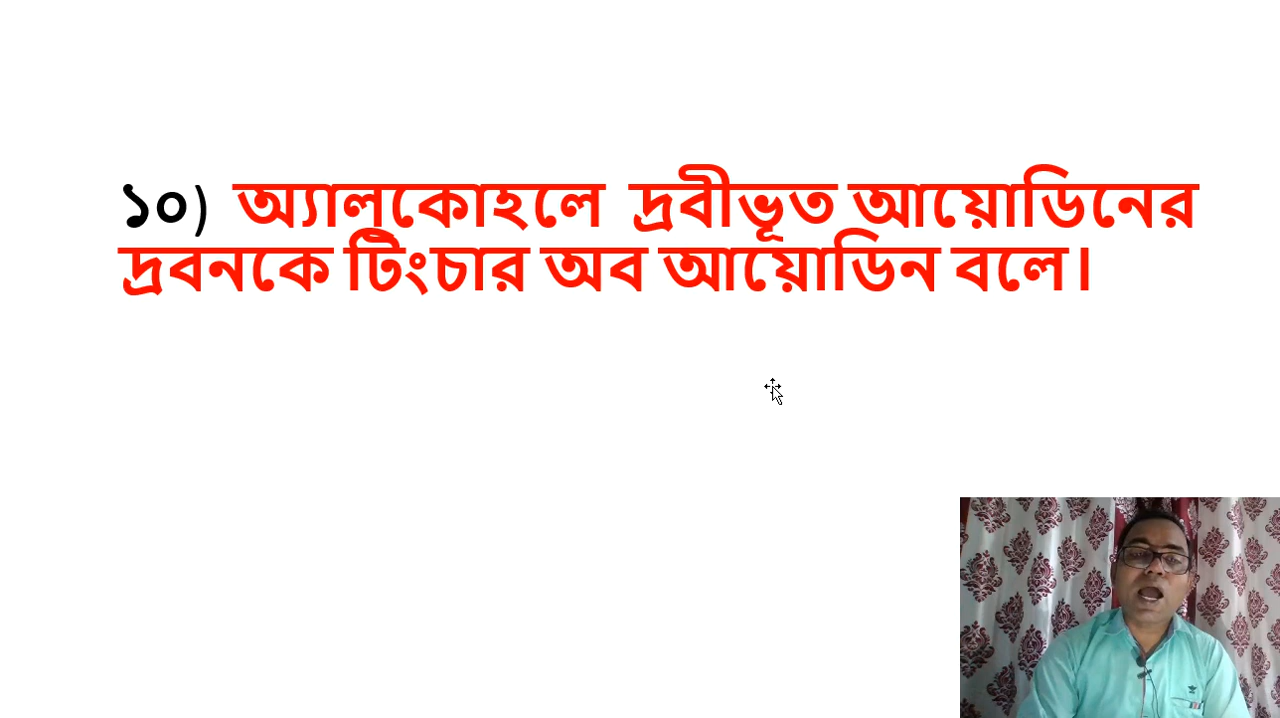 ১০) অ্যালকোহলে দ্রবীভূত আয়োডিনের
দ্রবনকে টিংচার অব আয়োডিন বলে।